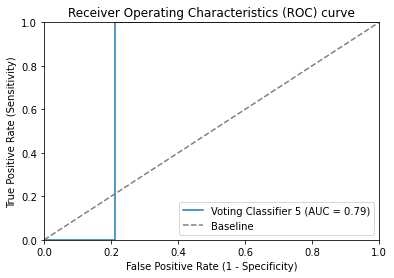 Receiver Operating Characteristics (ROC) curve
1.0
0.8
0.6
0.4
0.2
0.0
True Positive Rate (Sensitivity)
Voting Classifier 5 (AUC = 0.79)
Baseline
0.0 0.2 0.4 0.6 0.8 1.0
False Positive Rate (1 - Specificity)